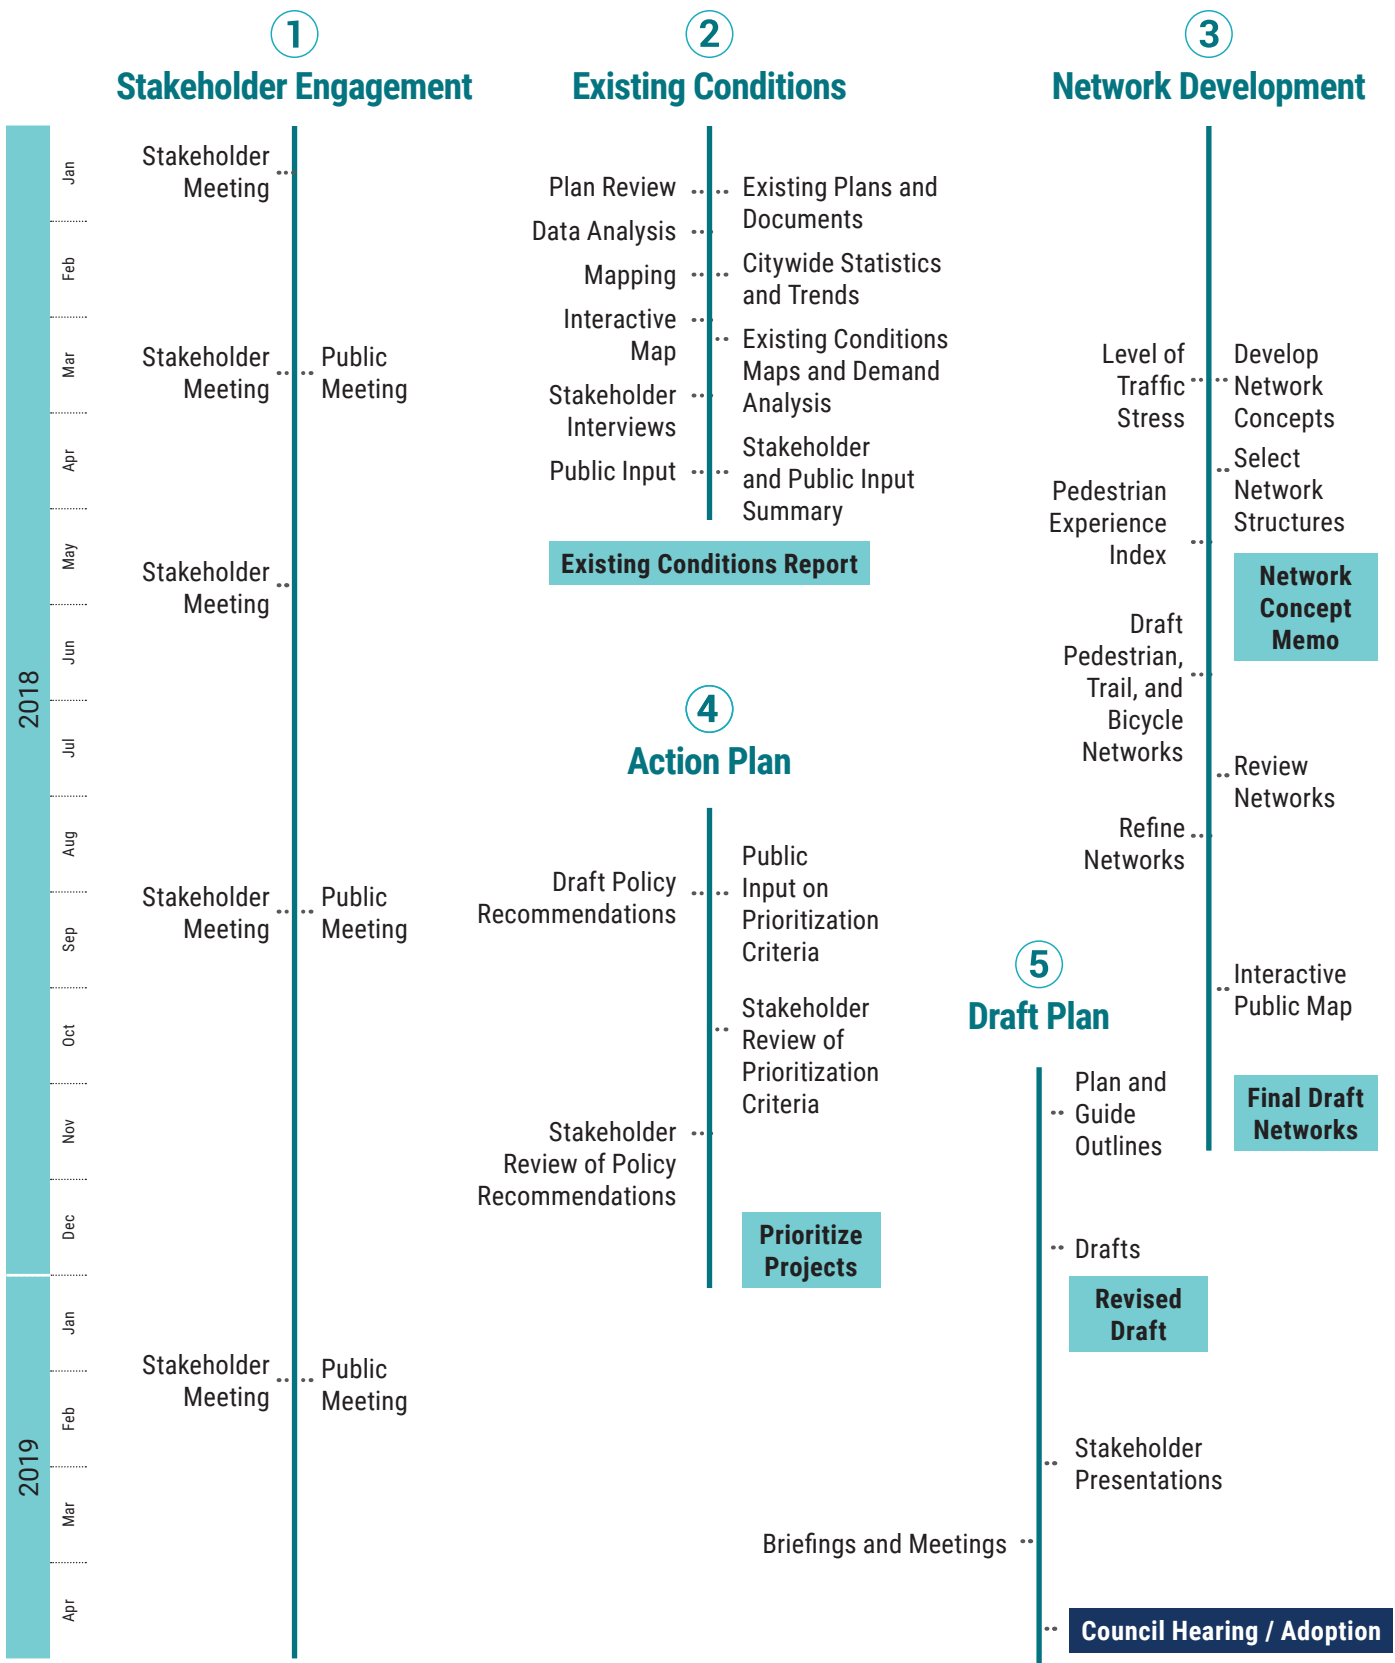 1
Stakeholder Engagement
2018
2019
Jan
Feb
Mar
Apr
May
Jun
Jul
Aug
Sep
Oct
Nov
Dec
Jan
Feb
Mar
Apr
Stakeholder
Meeting
Stakeholder
Meeting
Public
Meeting
Stakeholder
Meeting
Stakeholder
Meeting
Public
Meeting
Stakeholder
Meeting
Public
Meeting
2
Existing Conditions
Plan Review
Data Analysis
Mapping
Interactive
Map
Stakeholder
Interviews
Public Input
Existing Plans and
Documents
Citywide Statistics
and Trends
Existing Conditions
Maps and Demand
Analysis
Stakeholder
and Public Input
Summary
Existing Conditions Report
3
Network Development
Level of
Traffic
Stress
Develop
Network
Concepts
Select
Network
Structures
Pedestrian
Experience
Index
Network
Concept
Memo
Draft
Pedestrian,
Trail, and
Bicycle
Networks
Review
Networks
Refine
Networks
Interactive
Public Map
Final Draft
Networks
4
Action Plan
Draft Policy
Recommendations
Public
Input on
Prioritization
Criteria
Stakeholder
Review of
Prioritization
Criteria
Stakeholder
Review of Policy
Recommendations
Prioritize
Projects
5
Draft Plan
Plan and
Guide
Outlines
Drafts
Revised
Draft
Stakeholder
Presentations
Briefings and Meetings
Council Hearing / Adoption